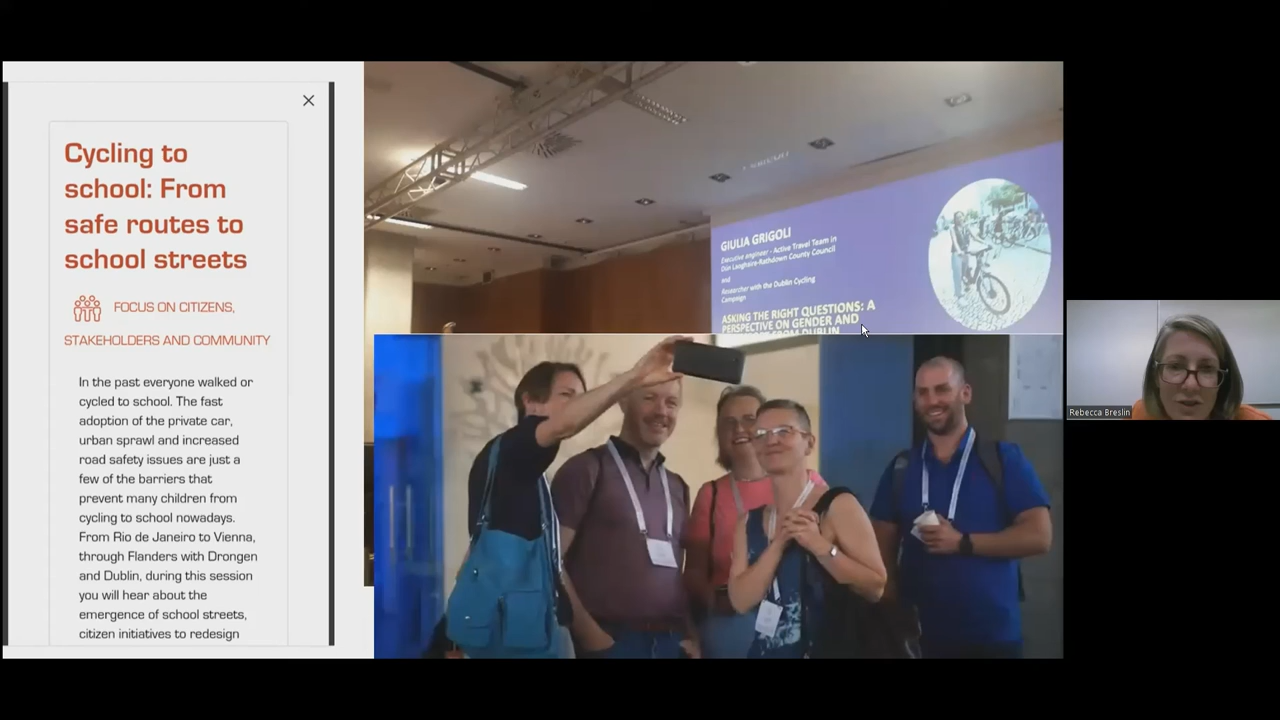 Cycling to
school: From
safe routes to
school streets
FOCUS ON CITIZENS,
STAKEHOLDERS AND COMMUNITY
In the past everyone walked or
cycled to school. The fast
adoption of the private car,
urban sprawl and increased
road safety issues are just a
few of the barriers that
prevent many children from
cycling to school nowadays.
From Rio de Janeiro to Vienna,
through Flanders with Drongen
and Dublin, during this session
you will hear about the
emergence of school streets,
citizen initiatives to redesign
GIULIA GRIGOLI
Executive engineer - Active Travel Team in
Dún Laoghaire-Rathdown County Council
and
Researcher with the Dublin Cycling
Campaign
ASKING THE RIGHT QUESTIONS: A
PERSPECTIVE ON GENDER AND
FROM DUBLIN
Rebecca Breslin